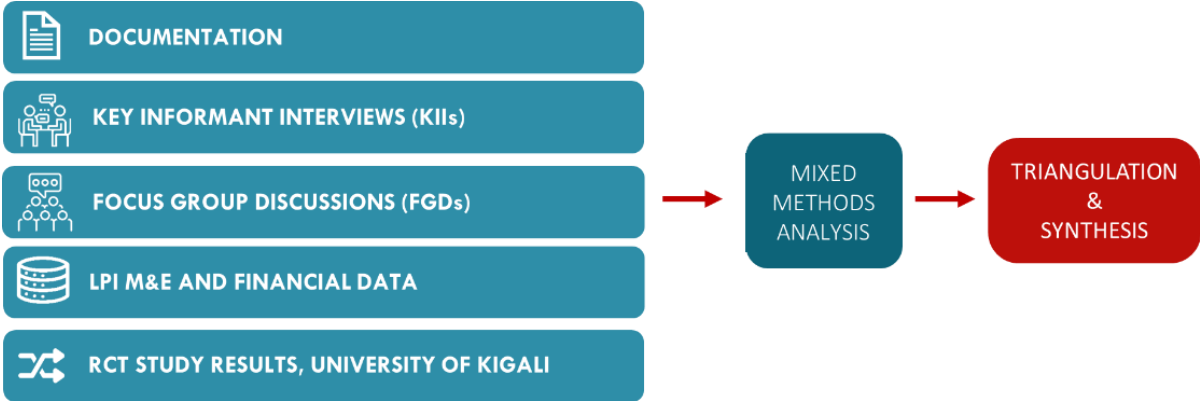 DOCUMENTATION
KEY INFORMANT INTERVIEWS (KIIs)
FOCUS GROUP DISCUSSIONS (FGDs)
LPI M&E AND FINANCIAL DATA
RCT STUDY RESULTS, UNIVERSITY OF KIGALI
MIXED
METHODS
ANALYSIS
TRIANGULATION
&
SYNTHESIS